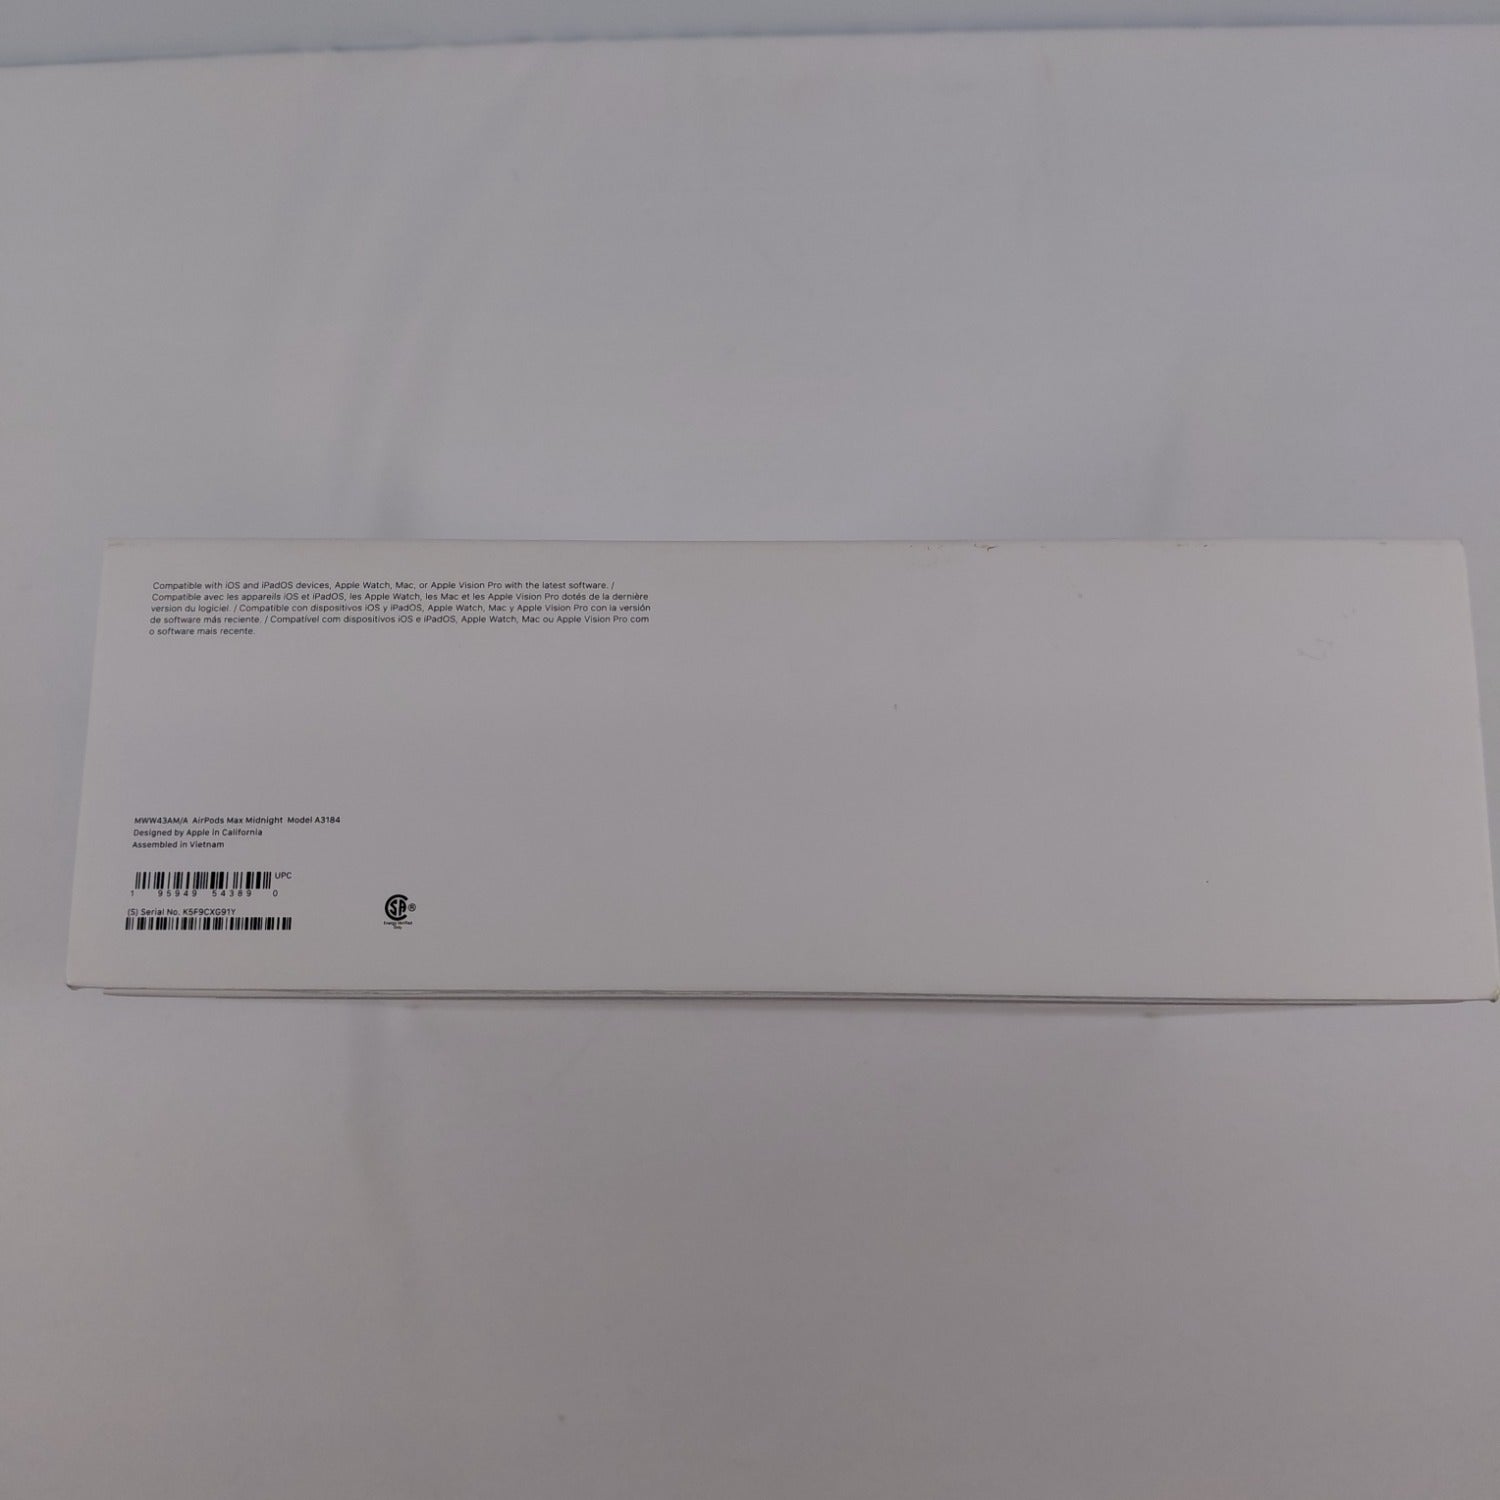 Compatible with iOS and iPadOS devices, Apple Watch, Mac, or Apple Vision Pro with the latest software. /
Compatible avec les appareils iOS et iPadOS, les Apple Watch, les Mac et les Apple Vision Pro dotés de la dernière
version du logiciel. / Compatible con dispositivos iOS y iPadOS, Apple Watch, Mac y Apple Vision Pro con la versión
de software más reciente. / Compatível com dispositivos iOS e iPadOS, Apple Watch, Mac ou Apple Vision Pro com
o software mais recente.
MWW43AM/A AirPods Max Midnight Model A3184
Designed by Apple in California
Assembled in Vietnam
UPC
1 95949 54389 0
(S) Serial No. K5F9CXG91Y
SA ®
Energy Verified